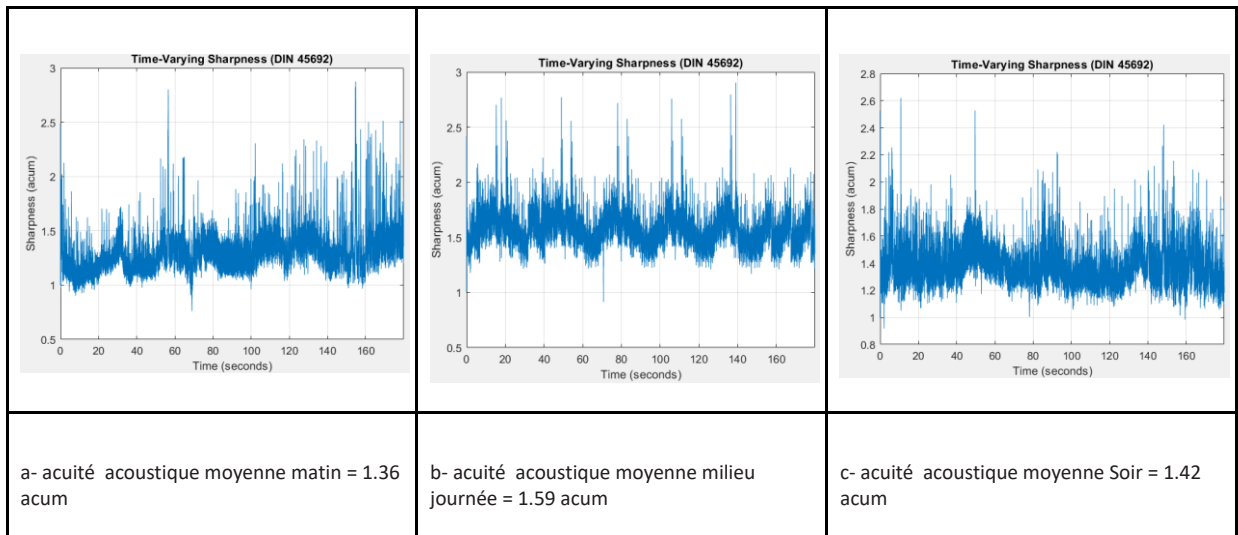 Time-Varying Sharpness (DIN 45692)
3
2.5
2
1.5
1
0.5
Sharpness (acum)
0 20 40 60 80 100 120 140 160
Time (seconds)
Time-Varying Sharpness (DIN 45692)
3
2.5
2
1.5
1
0.5
Sharpness (acum)
0 20 40 60 80 100 120 140 160
Time (seconds)
Time-Varying Sharpness (DIN 45692)
2.8
2.6
2.4
2.2
2
1.8
1.6
1.4
1.2
1
0.8
Sharpness (acum)
0 20 40 60 80 100 120 140 160
Time (seconds)
a- acuité acoustique moyenne matin = 1.36
acum
b- acuité acoustique moyenne milieu
journée = 1.59 acum
c- acuité acoustique moyenne Soir = 1.42
acum